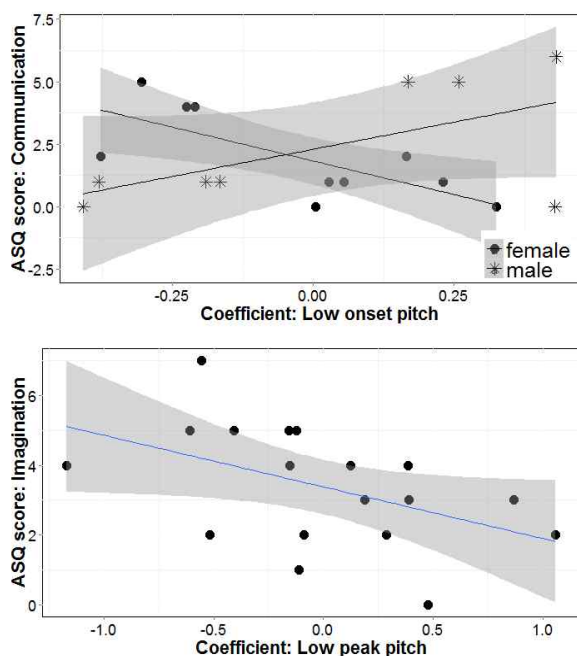 7.5
5.0
2.5
0.0
-2.5
ASQ score: Communication
female
male
-0.25 0.00 0.25
Coefficient: Low onset pitch
6
4
2
0
ASQ score: Imagination
-1.0 -0.5 0.0 0.5 1.0
Coefficient: Low peak pitch